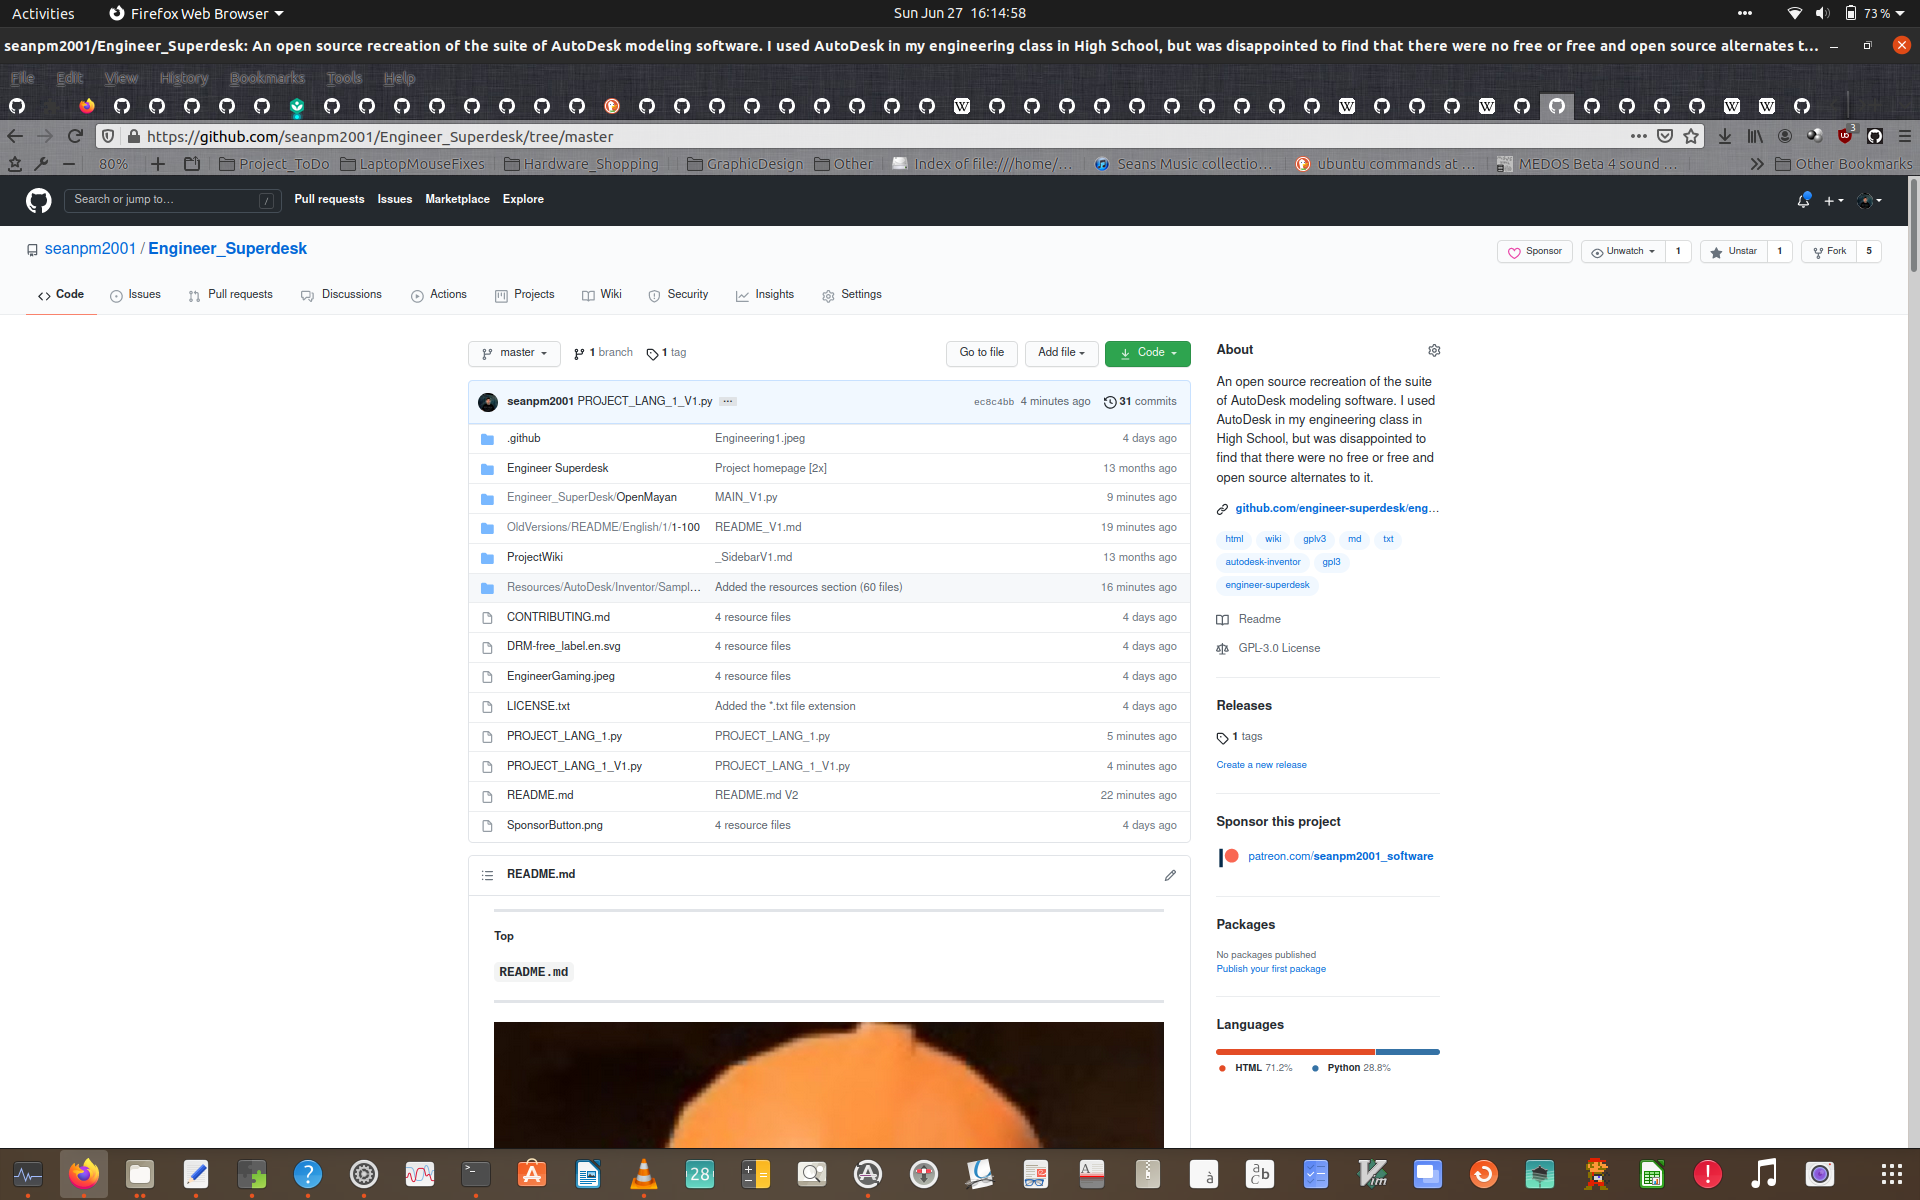 Activities
Firefox Web Browser
Sun Jun 27 16:14:58
73 %
seanpm2001/Engineer_Superdesk: An open source recreation of the suite of AutoDesk modeling software. I used AutoDesk in my engineering class in High School, but was disappointed to find that there were no free or free and open source alternates t...
File Edit View History Bookmarks Tools Help
https://github.com/seanpm2001/Engineer_Superdesk/tree/master
3
80%
Project_ToDo
LaptopMouseFixes
Hardware_Shopping
GraphicDesign
Other
Index of file:///home/...
Seans Music collectio...
ubuntu commands at ...
MEDOS Beta 4 sound ...
Other Bookmarks
Search or jump to...
/
Pull requests
Issues
Marketplace
Explore
seanpm2001 / Engineer_Superdesk
Sponsor
Unwatch
1
Unstar
1
Fork
5
Code
Issues
Pull requests
Discussions
Actions
Projects
Wiki
Security
Insights
Settings
master
1 branch
1 tag
Go to file
Add file
Code
seanpm2001 PROJECT_LANG_1_V1.py ...
ec8c4bb 4 minutes ago
31 commits
.github Engineering1.jpeg 4 days ago
Engineer Superdesk Project homepage [2x] 13 months ago
Engineer_SuperDesk/OpenMayan MAIN_V1.py 9 minutes ago
OldVersions/README/English/1/1-100 README_V1.md 19 minutes ago
ProjectWiki _SidebarV1.md 13 months ago
Resources/AutoDesk/Inventor/Sampl... Added the resources section (60 files) 16 minutes ago
CONTRIBUTING.md 4 resource files 4 days ago
DRM-free_label.en.svg 4 resource files 4 days ago
EngineerGaming.jpeg 4 resource files 4 days ago
LICENSE.txt Added the *.txt file extension 4 days ago
PROJECT_LANG_1.py PROJECT_LANG_1.py 5 minutes ago
PROJECT_LANG_1_V1.py PROJECT_LANG_1_V1.py 4 minutes ago
README.md README.md V2 22 minutes ago
SponsorButton.png 4 resource files 4 days ago
README.md
Top
README.md
About
An open source recreation of the suite
of AutoDesk modeling software. I used
AutoDesk in my engineering class in
High School, but was disappointed to
find that there were no free or free and
open source alternates to it.
github.com/engineer-superdesk/eng...
html wiki gplv3 md txt
autodesk-inventor gpl3
engineer-superdesk
Readme
GPL-3.0 License
Releases
1 tags
Create a new release
Sponsor this project
patreon.com/seanpm2001_software
Packages
No packages published
Publish your first package
Languages
HTML 71.2%
Python 28.8%
28